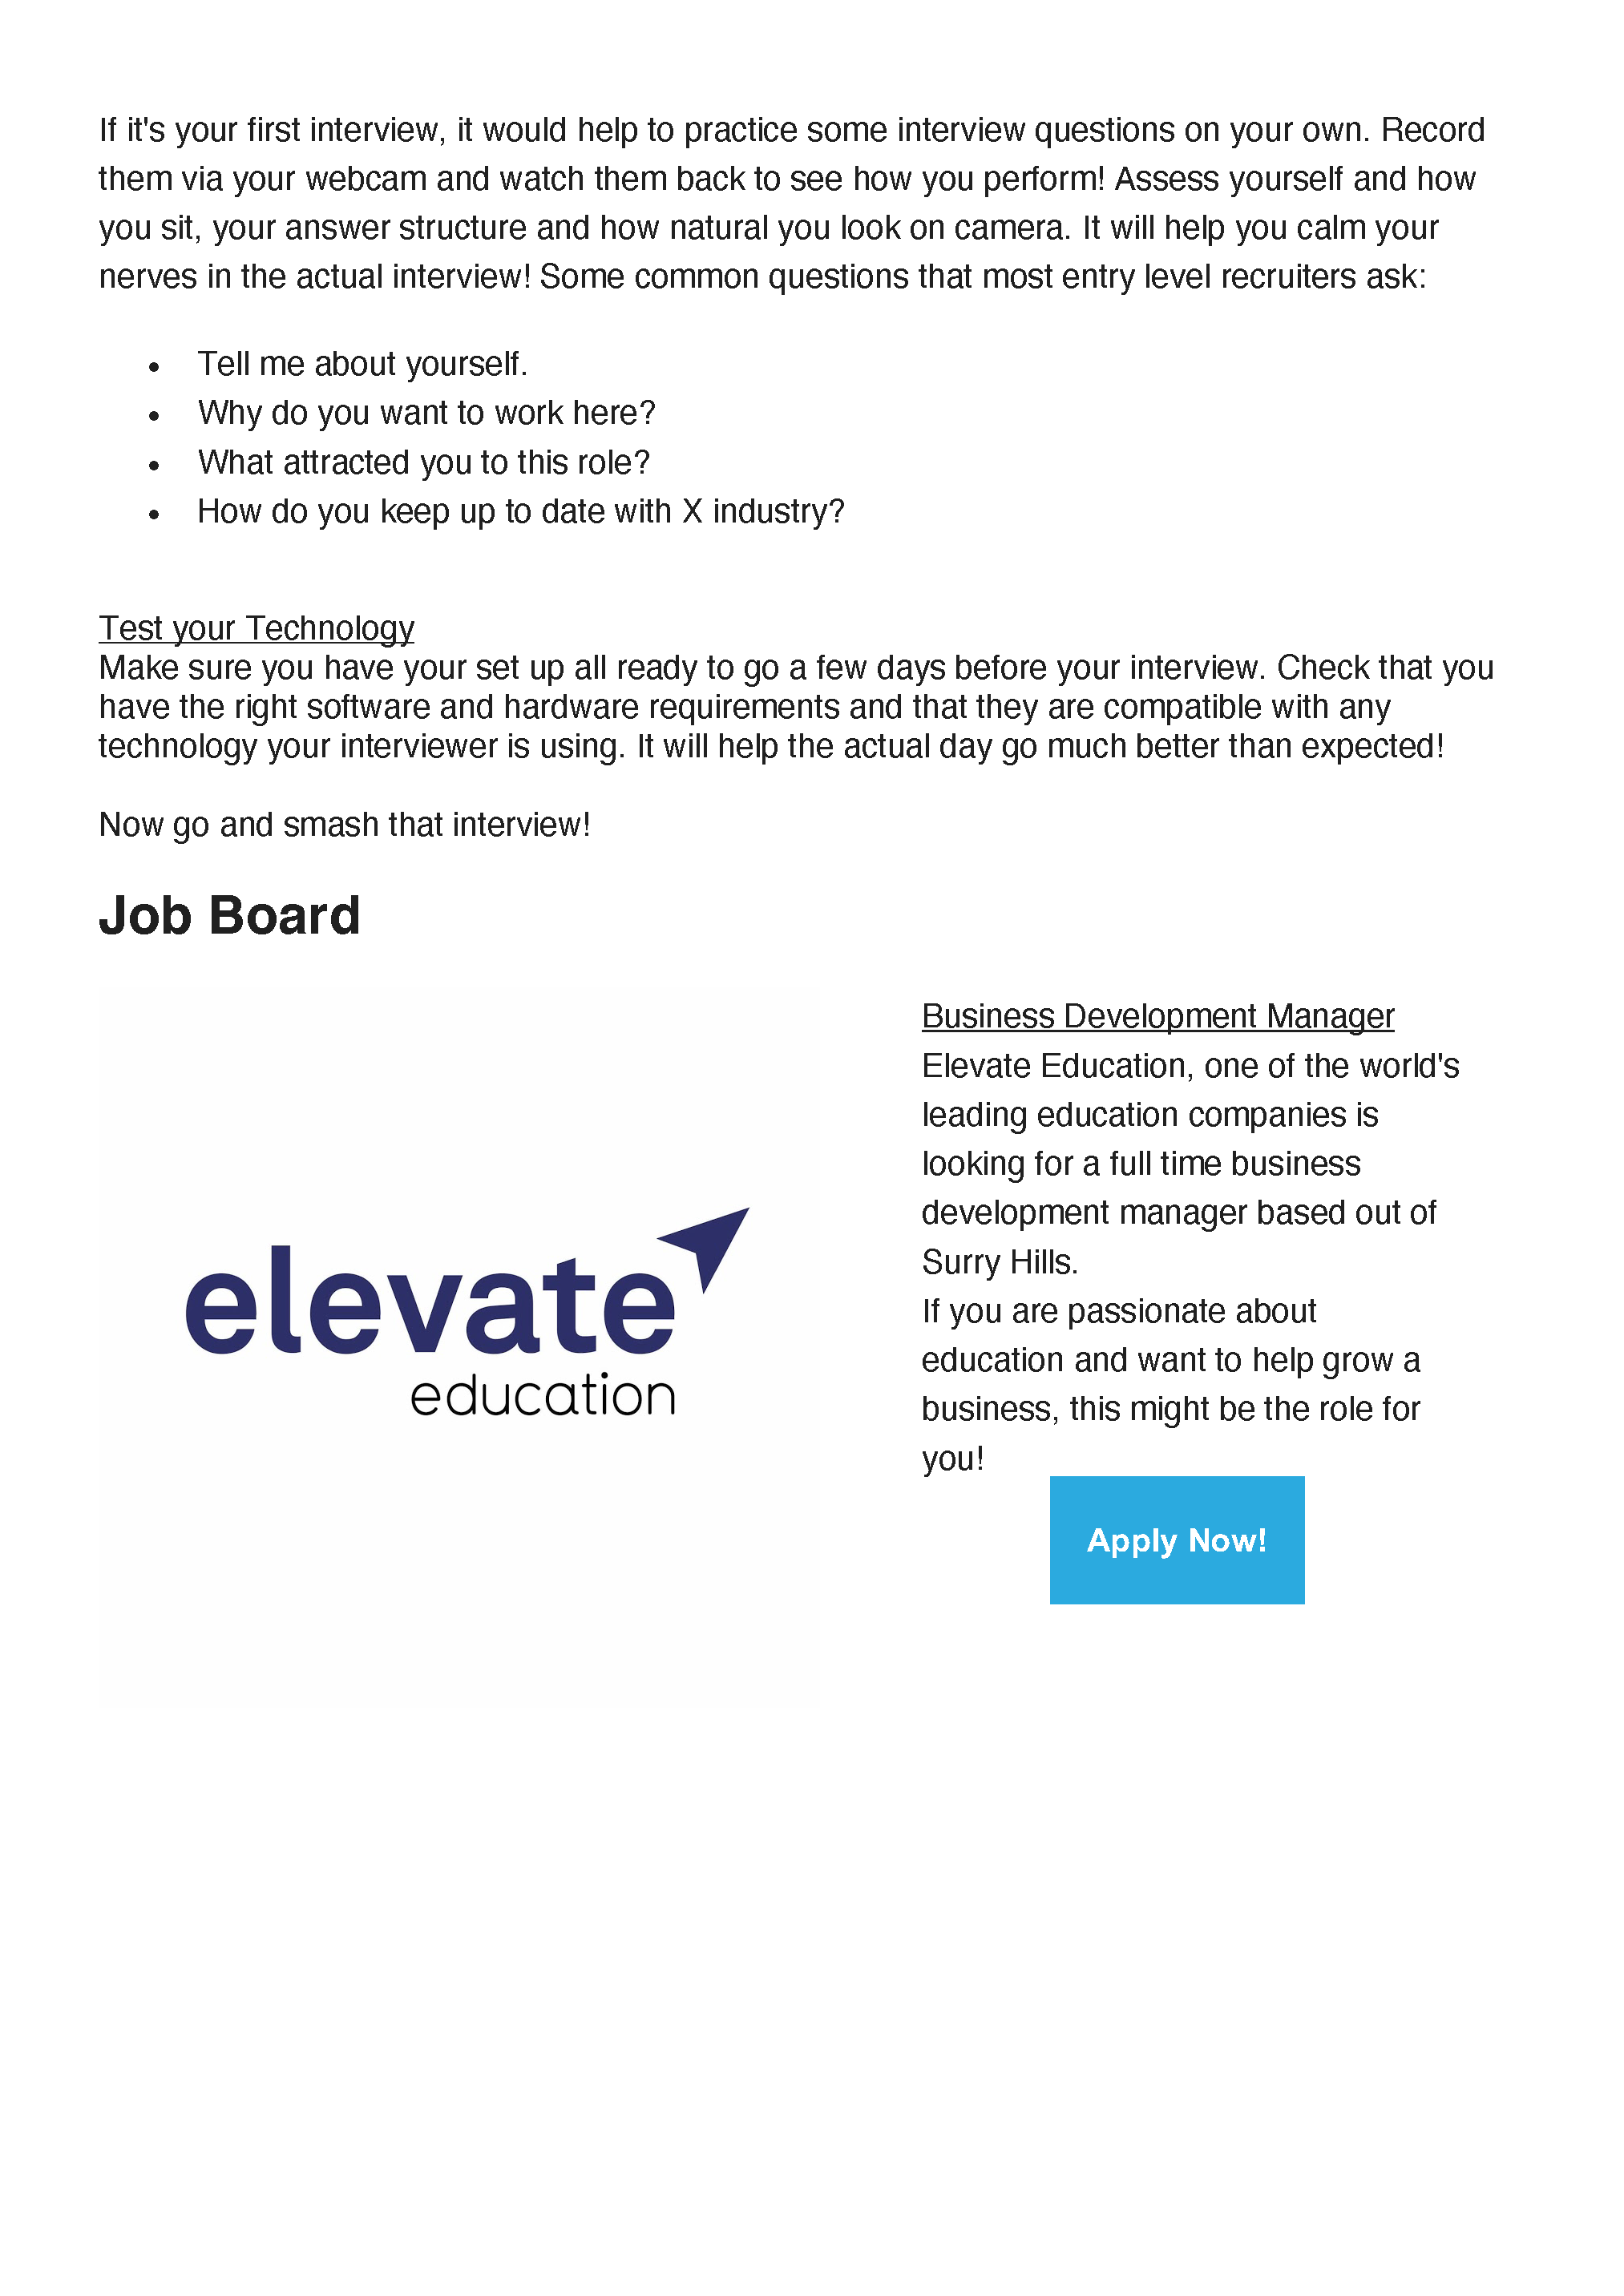 If it's your first interview, it would help to practice some interview questions on your own. Record
them via your webcam and watch them back to see how you perform! Assess yourself and how
you sit, your answer structure and how natural you look on camera. It will help you calm your
nerves in the actual interview! Some common questions that most entry level recruiters ask:
• Tell me about yourself.
• Why do you want to work here?
• What attracted you to this role?
• How do you keep up to date with X industry?
Test your Technology
Make sure you have your set up all ready to go a few days before your interview. Check that you
have the right software and hardware requirements and that they are compatible with any
technology your interviewer is using. It will help the actual day go much better than expected!
Now go and smash that interview!
Job Board
elevate
education
Business Development Manager
Elevate Education, one of the world's
leading education companies is
looking for a full time business
development manager based out of
Surry Hills.
If you are passionate about
education and want to help grow a
business, this might be the role for
you!
Apply Now!